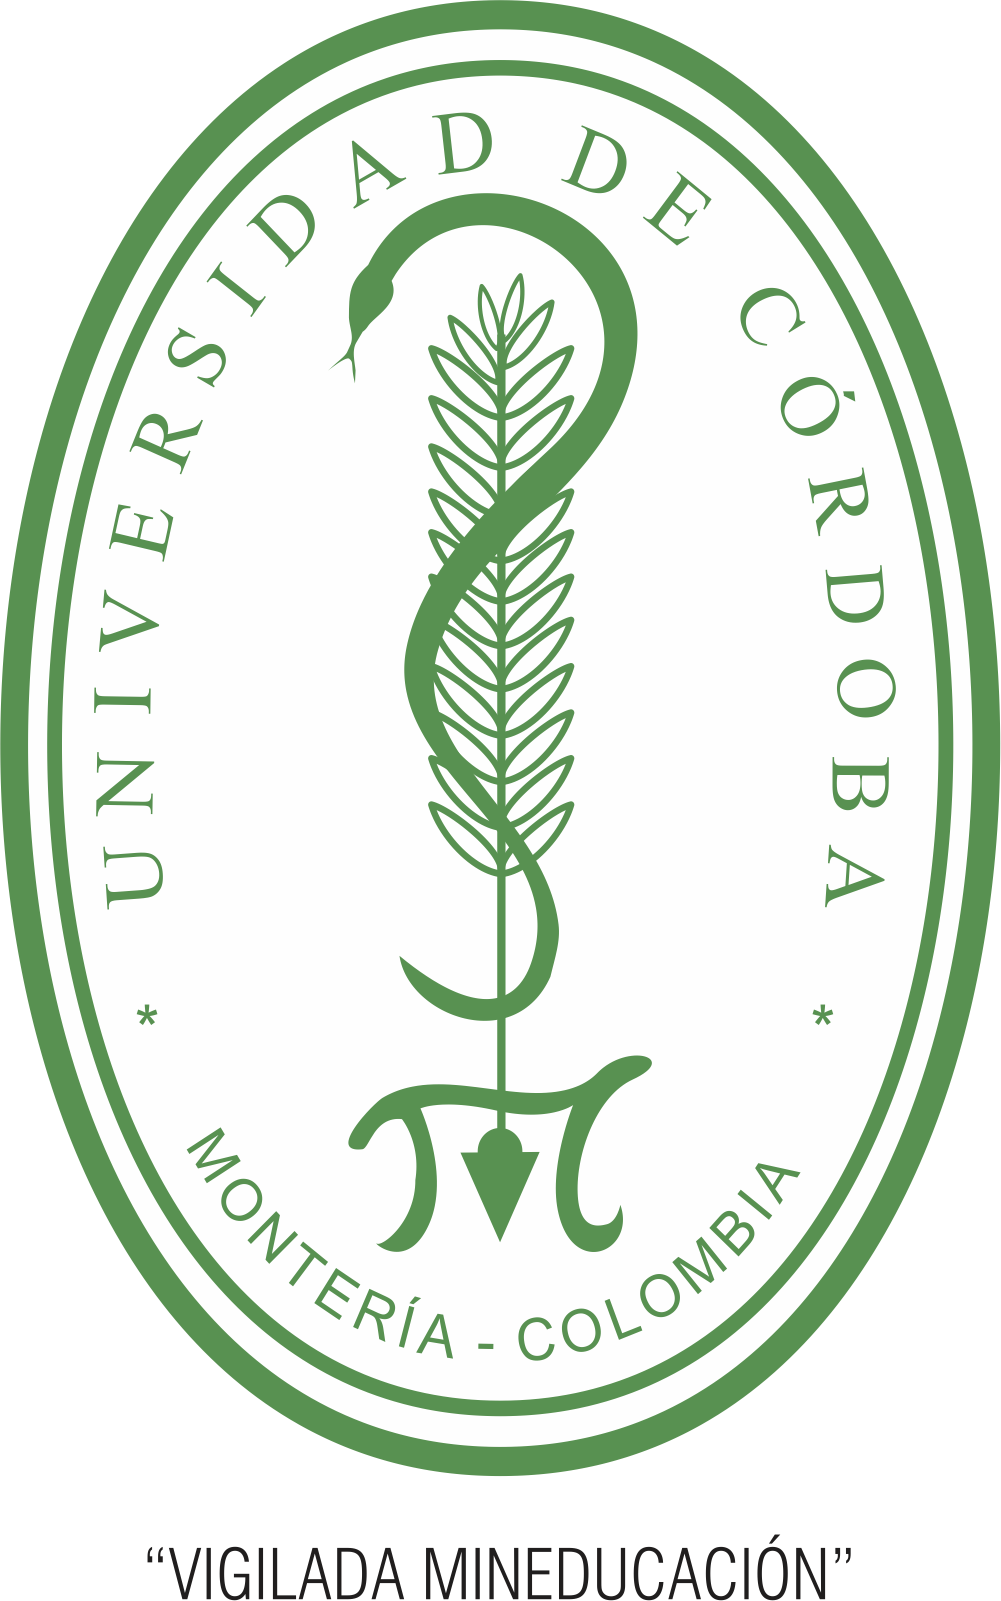 UNIVERSIDAD DE CÓRDOBA
* MONTERÍA - COLOMBIA *
“VIGILADA MINEDUCACIÓN”